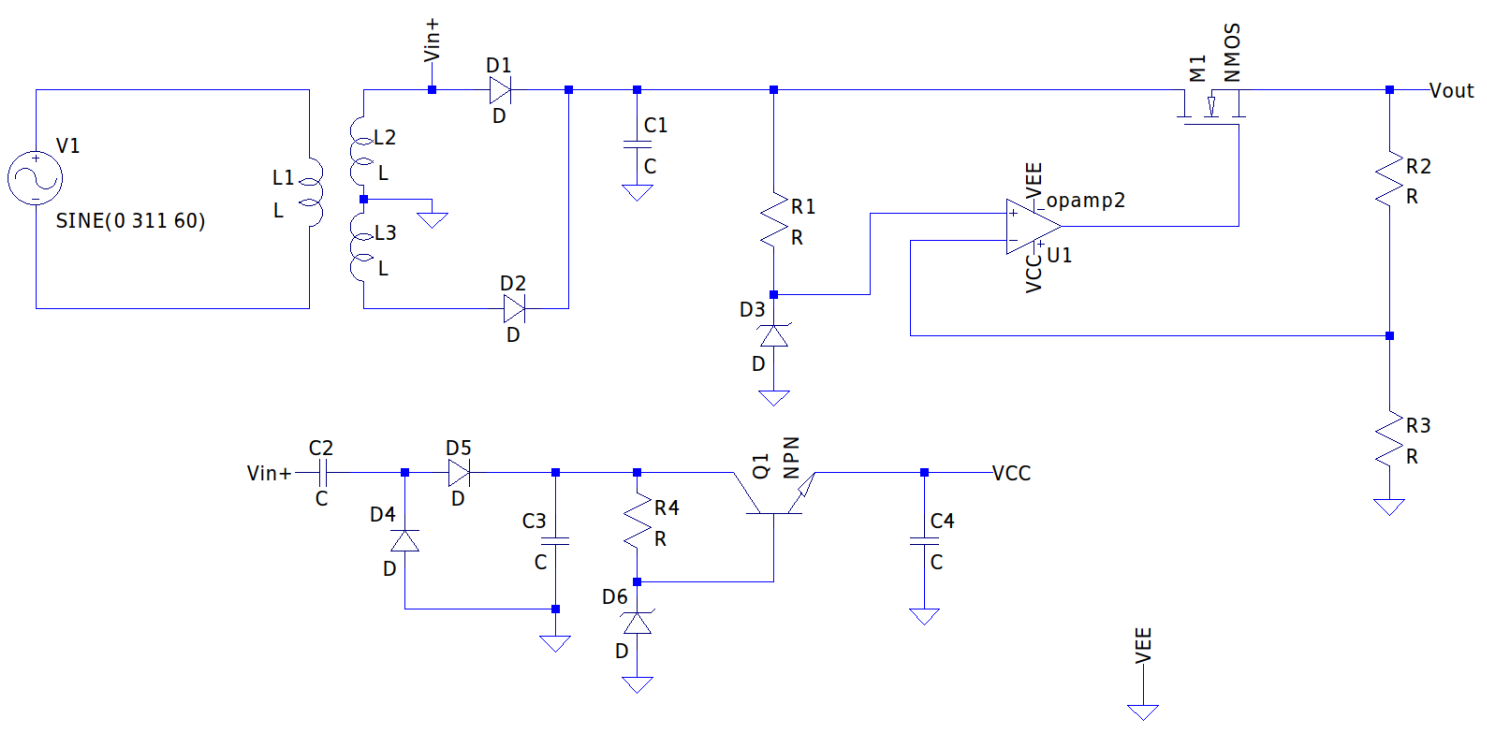 Vin+
D1
D
M1
NMOS
Vout
V1
SINE(0 311 60)
L1
L
L2
L
L3
L
C1
C
D2
D
R1
R
VEE
opamp2
U1
VCC
R2
R
D3
D
R3
R
Vin+
C2
C
D5
D
D4
D
C3
C
R4
R
D6
D
Q1
NPN
VCC
C4
C
VEE